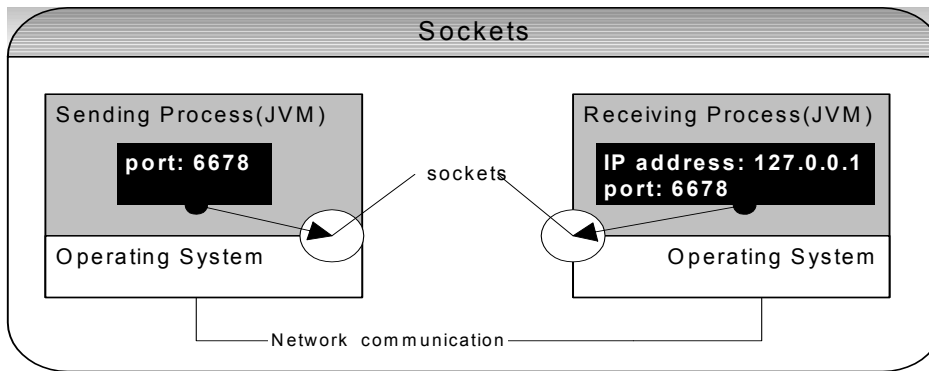 Sockets
Sending Process(JVM)
port: 6678
Operating System
sockets
Receiving Process(JVM)
IP address: 127.0.0.1
port: 6678
Operating System
Network communication